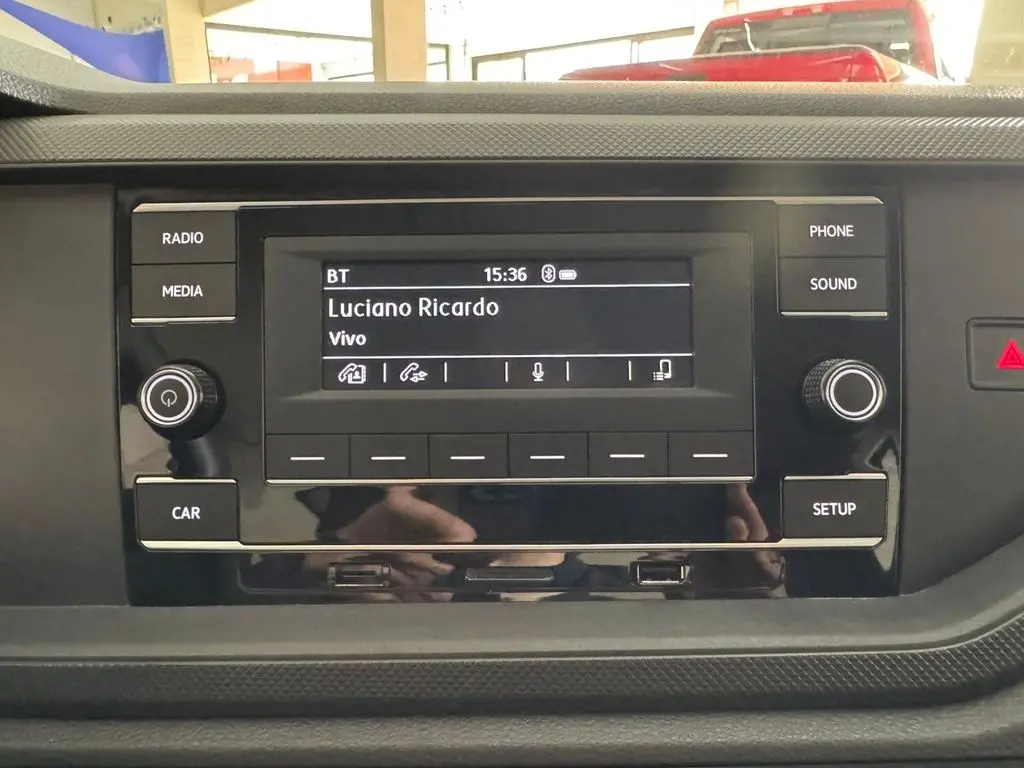 RADIO
MEDIA
BT 15:36
Luciano Ricardo
Vivo
PHONE
SOUND
CAR
SETUP